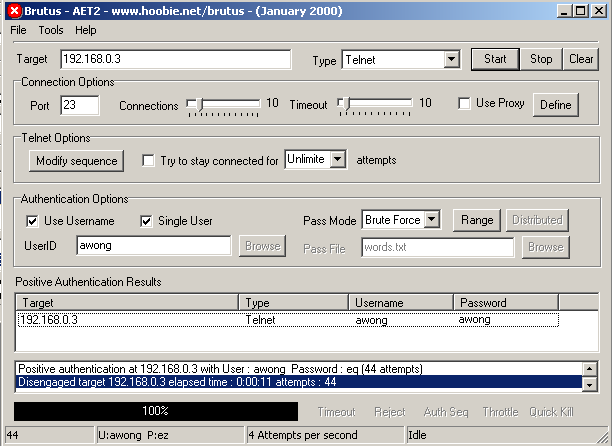 Brutus - AET2 - www.hoobie.net/brutus - (January 2000)
File Tools Help
Target 192.168.0.3 Type Telnet Start Stop Clear
Connection Options
Port 23 Connections 10 Timeout 10 Use Proxy Define
Telnet Options
Modify sequence Try to stay connected for Unlimite attempts
Authentication Options
Use Username Single User Pass Mode Brute Force Range Distributed
UserID awong Browse Pass File words.txt Browse
Positive Authentication Results
Target Type Username Password
192.168.0.3 Telnet awong awong
Positive authentication at 192.168.0.3 with User : awong Password : eq (44 attempts)
Disengaged target 192.168.0.3 elapsed time : 0:00:11 attempts : 44
100% Timeout Reject Auth Seq Throttle Quick Kill
44 U:awong P:ez 4 Attempts per second Idle